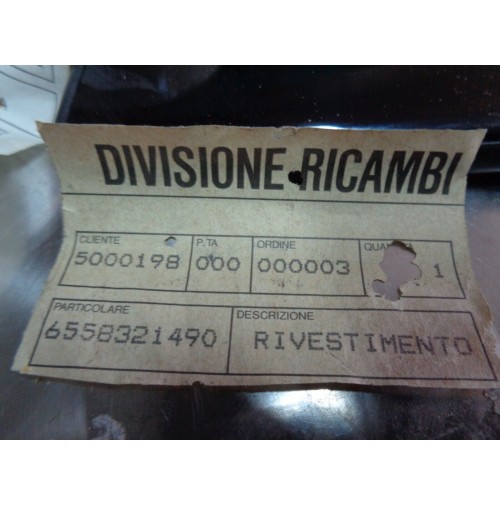 DIVISIONE RICAMBI
CLIENTE P.TA ORDINE
5000198 000 000003 1
PARTICOLARE DESCRIZIONE
6558321490 RIVESTIMENTO